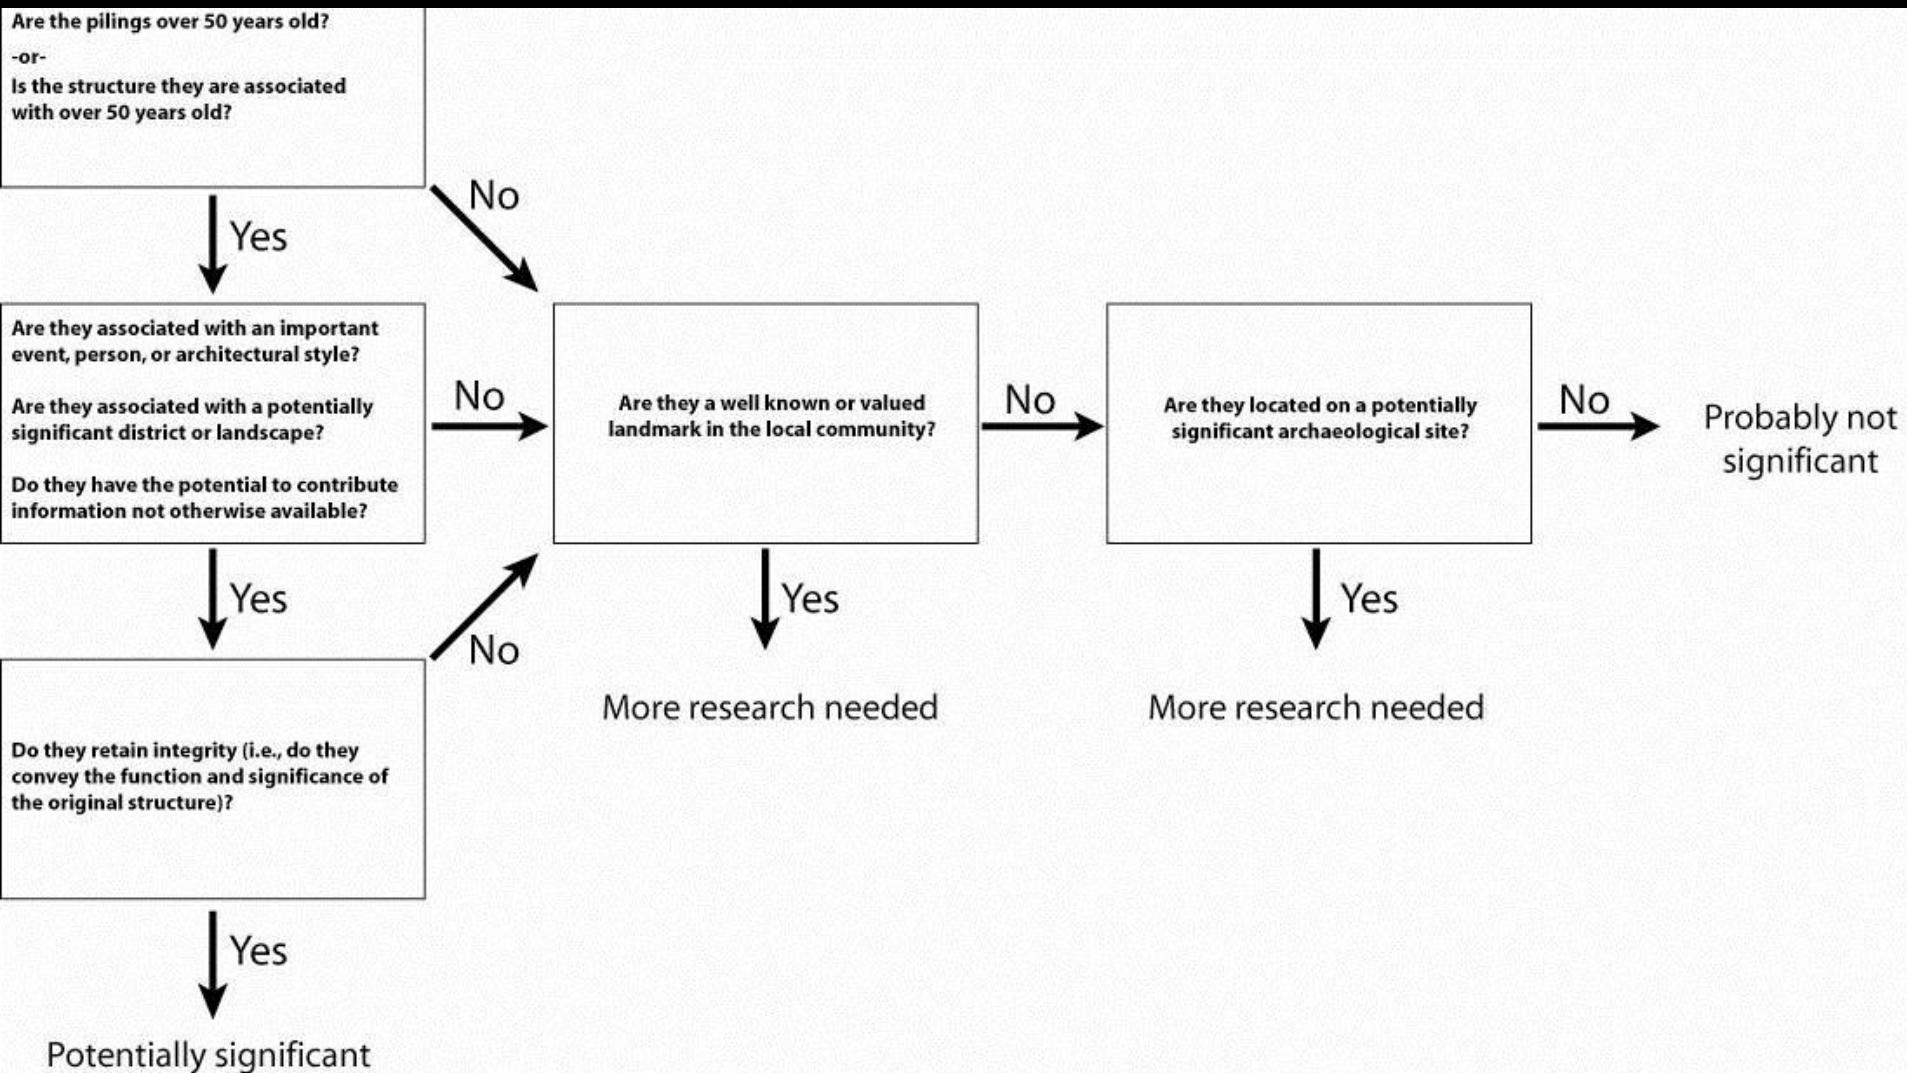 Are the pilings over 50 years old?
-or-
Is the structure they are associated
with over 50 years old?
No
Yes
Are they associated with an important
event, person, or architectural style?
Are they associated with a potentially
significant district or landscape?
Do they have the potential to contribute
information not otherwise available?
No
Are they a well known or valued
landmark in the local community?
No
Are they located on a potentially
significant archaeological site?
No
Probably not
significant
Yes
No
Yes
Yes
More research needed
More research needed
Do they retain integrity (i.e., do they
convey the function and significance of
the original structure)?
Yes
Potentially significant